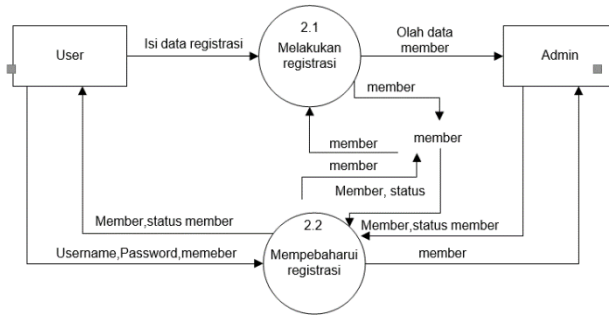 2.1
Melakukan
registrasi
User
Isi data registrasi
Olah data
member
Admin
member
member
member
member
Member, status
2.2
Mempebaharui
registrasi
Member,status member
Member,status member
Username,Password,memeber
member